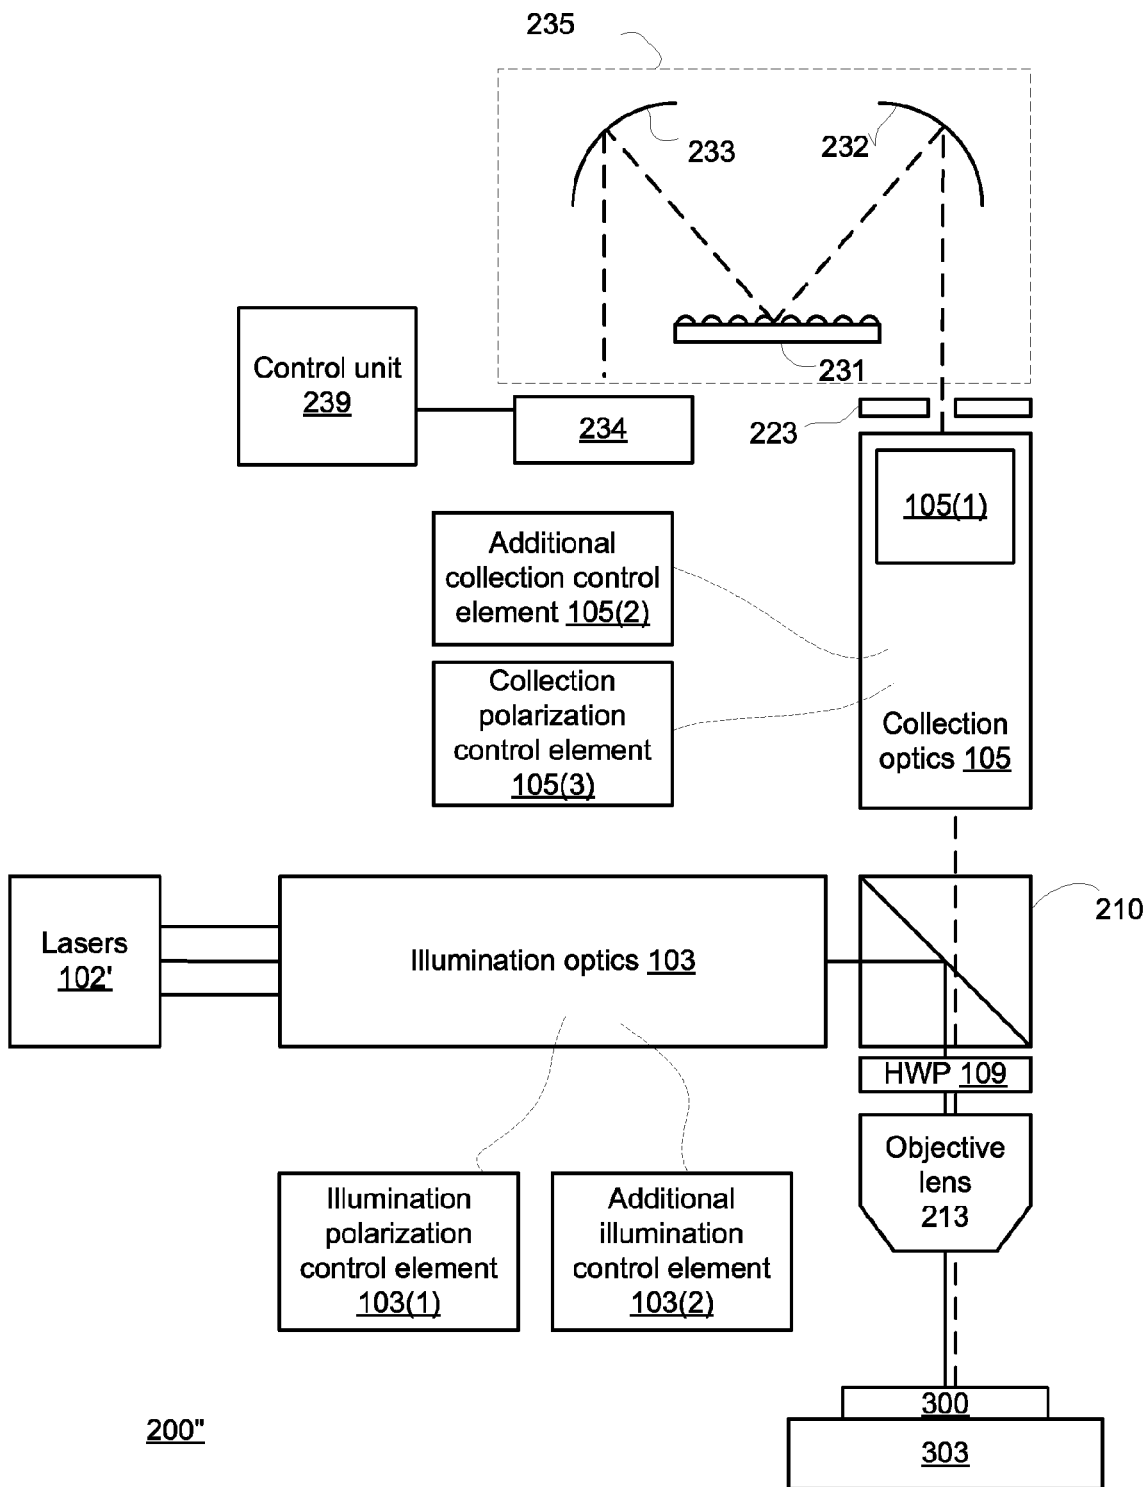 235
233
232
231
Control unit
239
234
223
105(1)
Additional
collection control
element 105(2)
Collection
polarization
control element
105(3)
Collection
optics 105
210
Lasers
102'
Illumination optics 103
HWP 109
Objective
lens
213
Illumination
polarization
control element
103(1)
Additional
illumination
control element
103(2)
300
303
200"